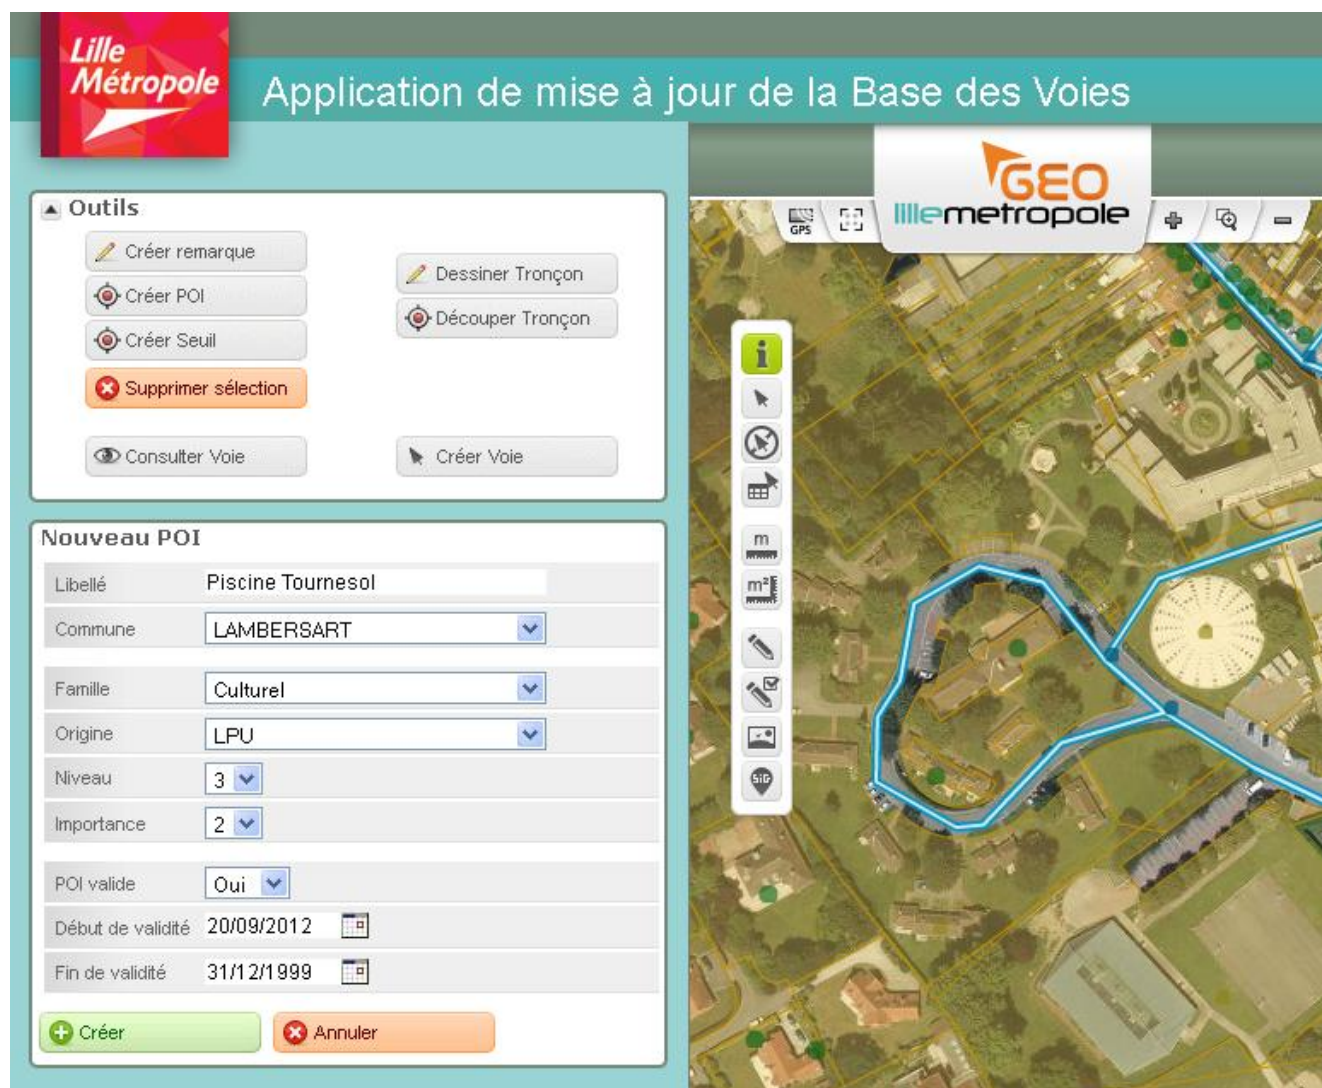 Lille
Métropole
Application de mise à jour de la Base des Voies
GEO
lillemetropole
GPS
Outils
Créer remarque
Créer POI
Créer Seuil
Supprimer sélection
Consulter Voie
Dessiner Tronçon
Découper Tronçon
Créer Voie
i
m
m²
SIG
Nouveau POI
Libellé Piscine Tournesol
Commune LAMBERSART
Famille Culturel
Origine LPU
Niveau 3
Importance 2
POI valide Oui
Début de validité 20/09/2012
Fin de validité 31/12/1999
Créer Annuler